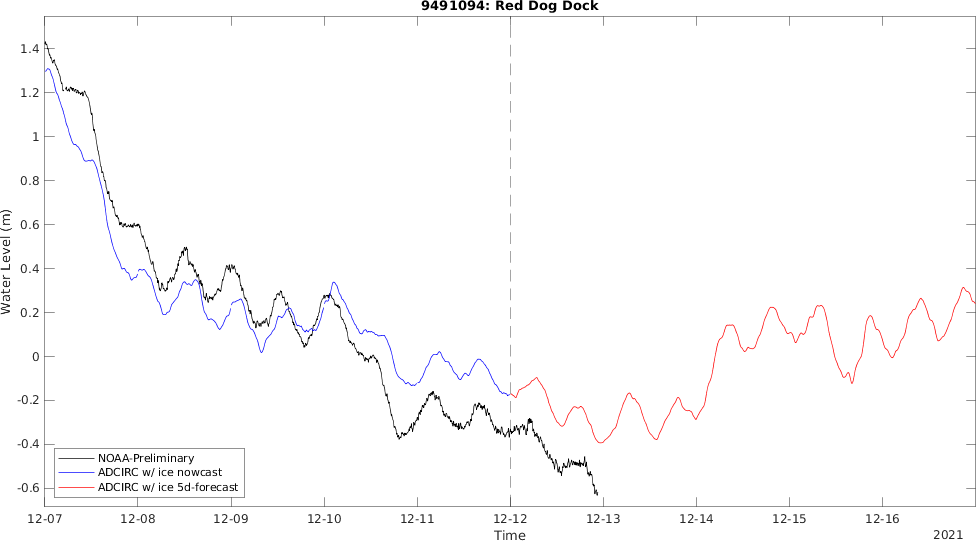 9491094: Red Dog Dock
Water Level (m)
1.4
1.2
1
0.8
0.6
0.4
0.2
0
-0.2
-0.4
-0.6
NOAA-Preliminary
ADCIRC w/ ice nowcast
ADCIRC w/ ice 5d-forecast
12-07 12-08 12-09 12-10 12-11 12-12 12-13 12-14 12-15 12-16
Time
2021